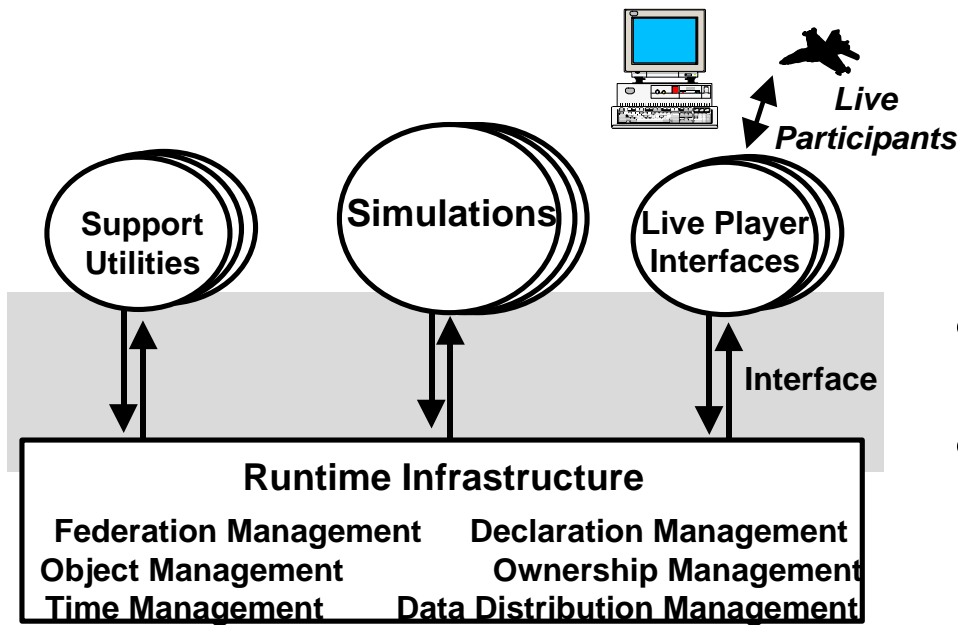 Live
Participants
Support
Utilities
Simulations
Live Player
Interfaces
Interface
Runtime Infrastructure
Federation Management Declaration Management
Object Management Ownership Management
Time Management Data Distribution Management